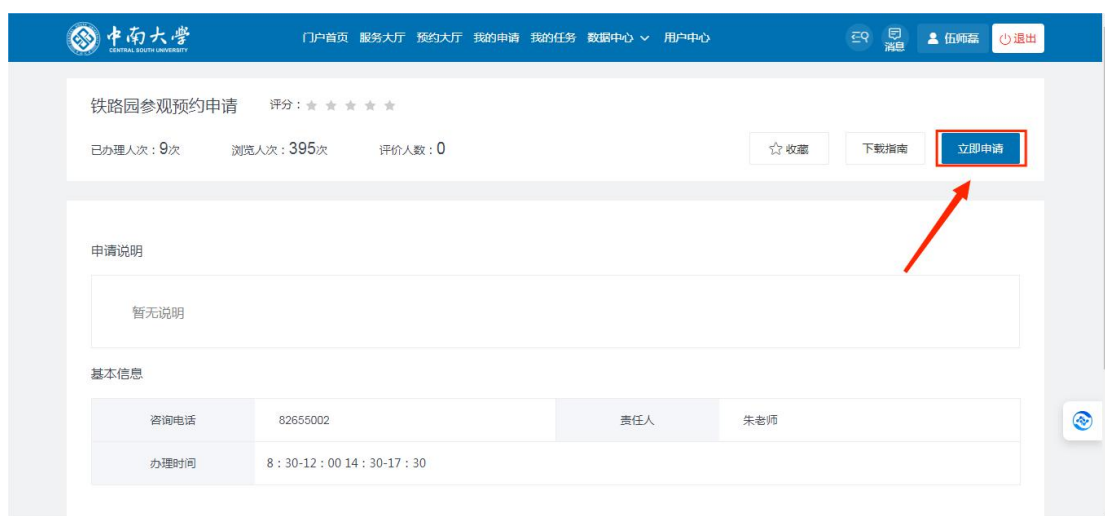 中南大学 门户首页 服务大厅 预约大厅 我的申请 我的任务 数据中心 用户中心 消息 伍师磊 退出
CENTRAL SOUTH UNIVERSITY
铁路园参观预约申请 评分：
已办理人次：9次 浏览人次：395次 评价人数：0 收藏 下载指南 立即申请
申请说明
暂无说明
基本信息
咨询电话 82655002 责任人 朱老师
办理时间 8：30-12：00 14：30-17：30